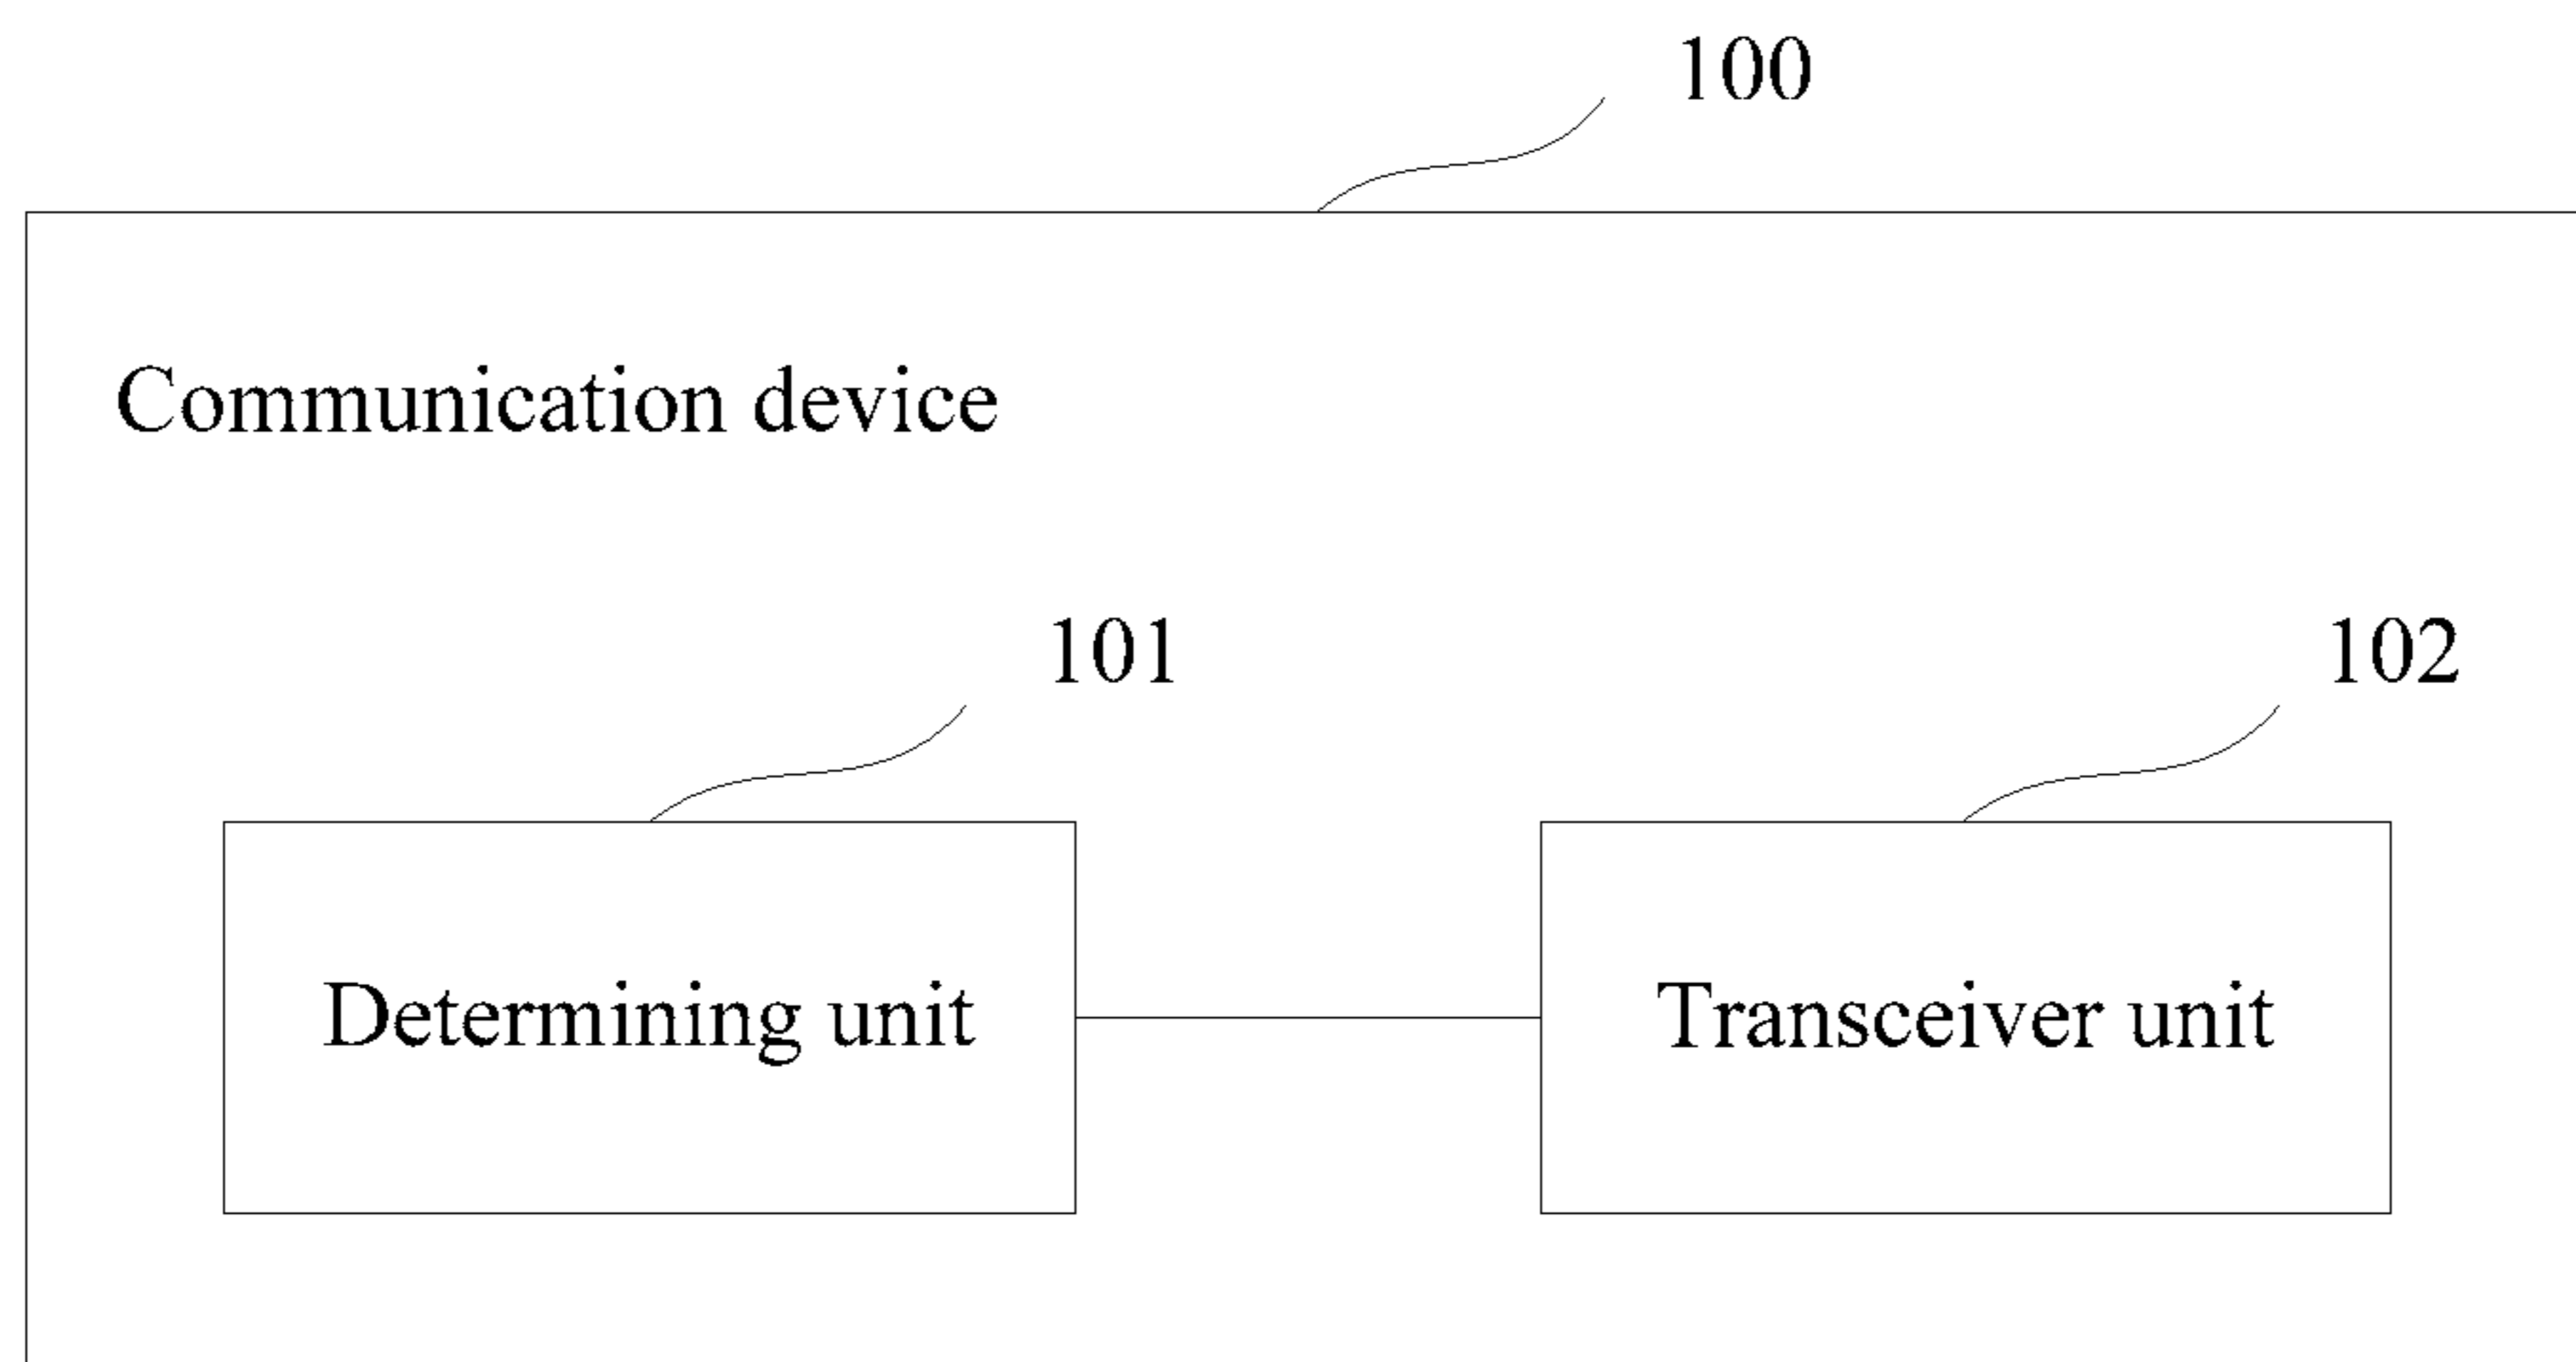 100
Communication device
101
102
Determining unit
Transceiver unit